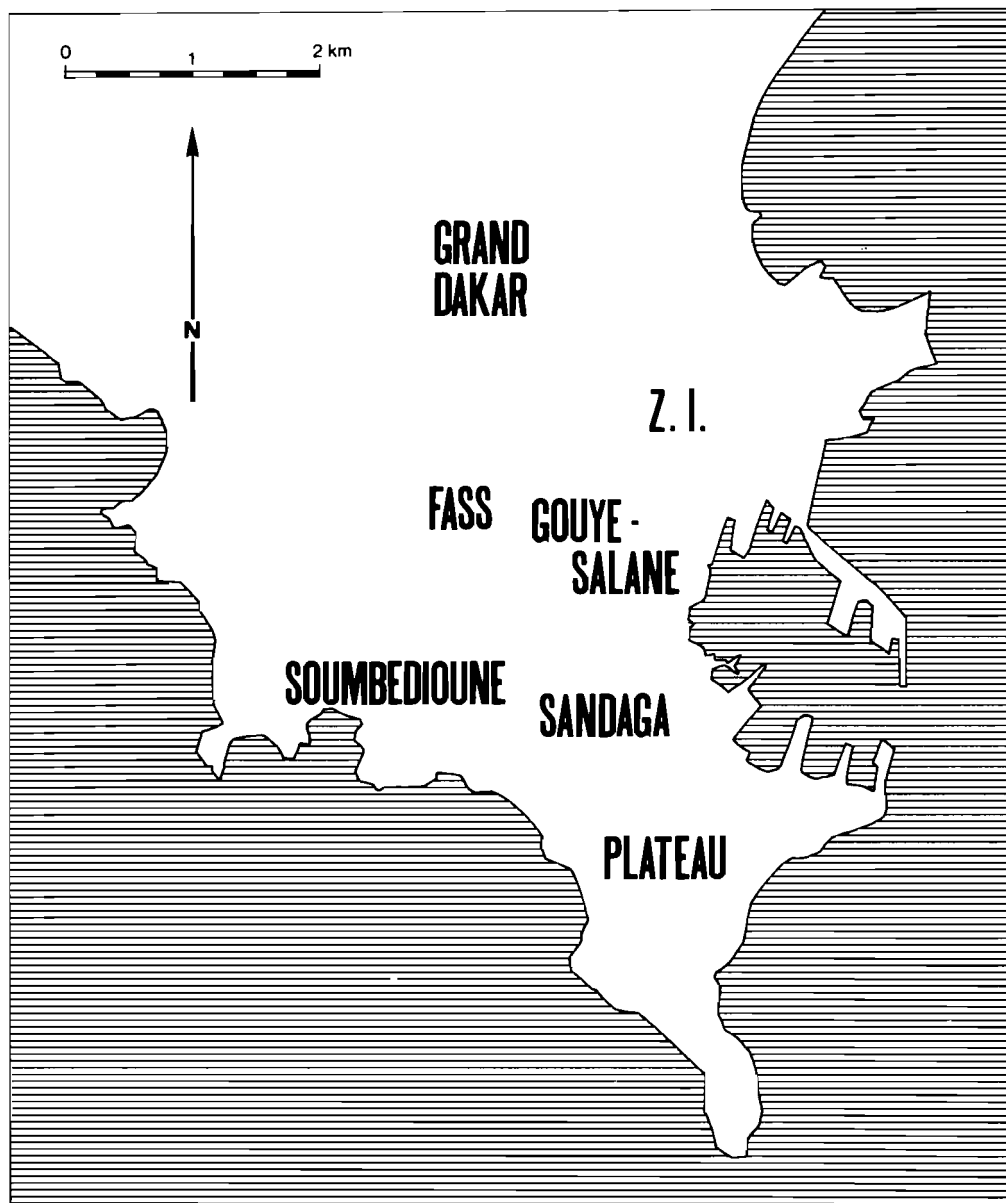 0 1 2 km
N
GRAND
DAKAR
Z. I.
FASS
GOUYE -
SALANE
SOUMBEDIOUNE
SANDAGA
PLATEAU